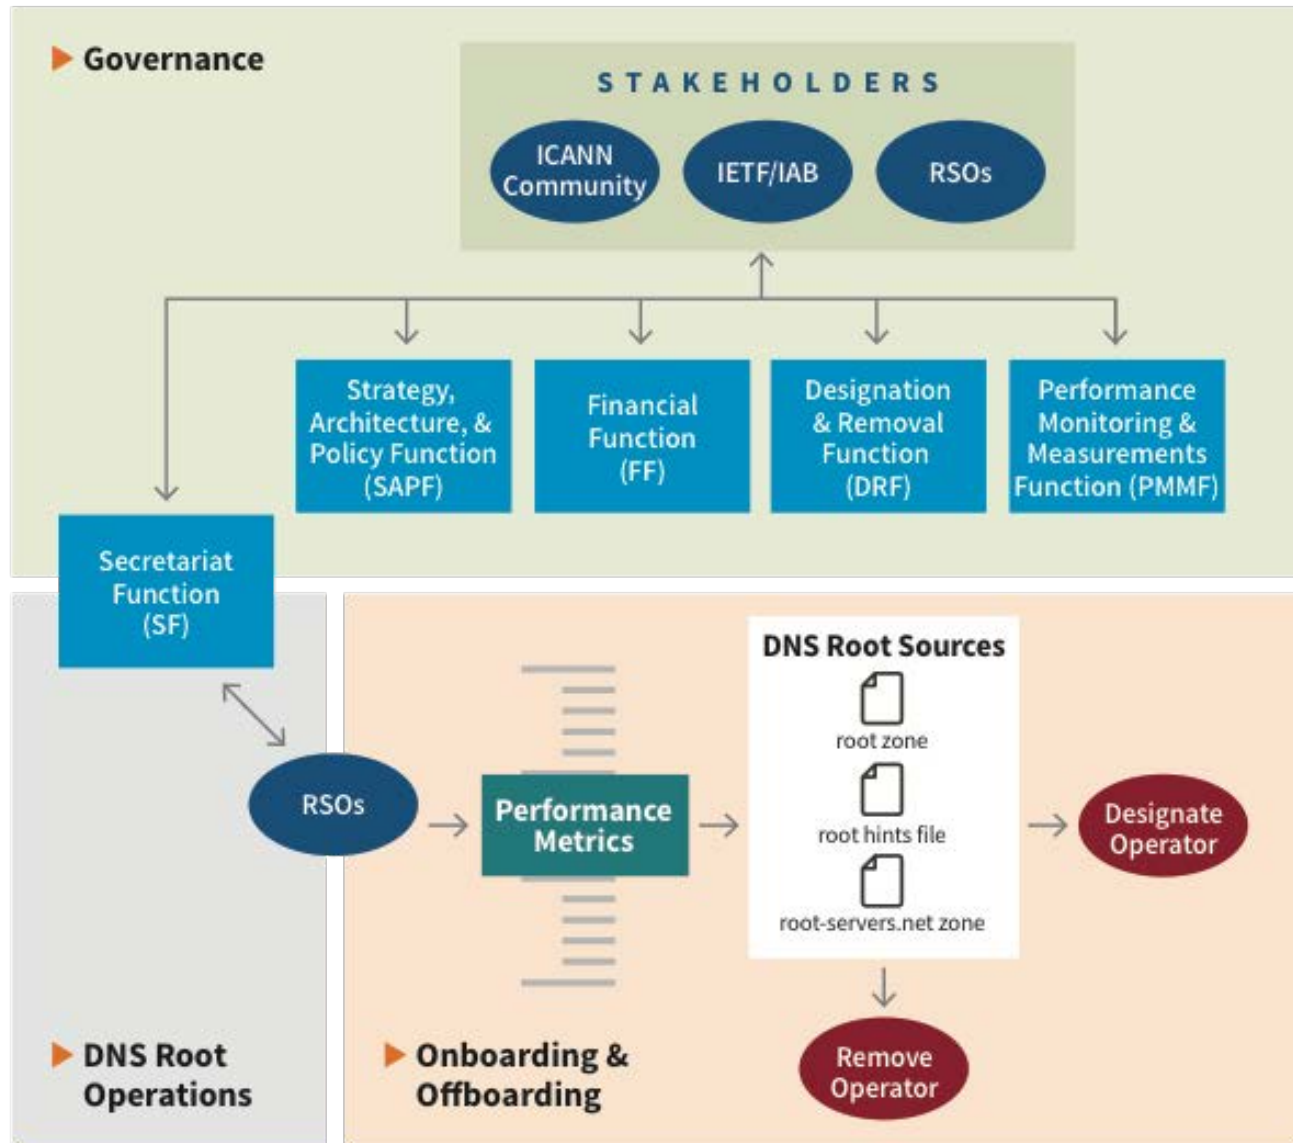 Governance
STAKEHOLDERS
ICANN
Community
IETF/IAB
RSOs
Strategy,
Architecture, &
Policy Function
(SAPF)
Financial
Function
(FF)
Designation
& Removal
Function
(DRF)
Performance
Monitoring &
Measurements
Function (PMMF)
Secretariat
Function
(SF)
RSOs
Performance
Metrics
DNS Root Sources
root zone
root hints file
root-servers.net zone
Designate
Operator
Remove
Operator
DNS Root
Operations
Onboarding &
Offboarding